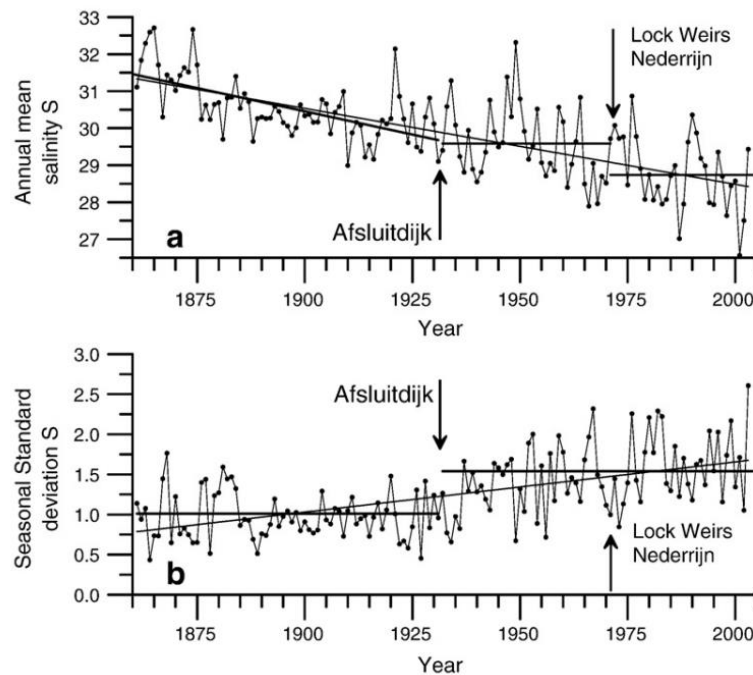 33
32
31
30
29
28
27
Annual mean
salinity S
Lock Weirs
Nederrijn
Afsluitdijk
a
1875
1900
1925
1950
1975
2000
Year
3.0
2.5
2.0
1.5
1.0
0.5
0.0
Seasonal Standard
deviation S
Afsluitdijk
Lock Weirs
Nederrijn
b
1875
1900
1925
1950
1975
2000
Year